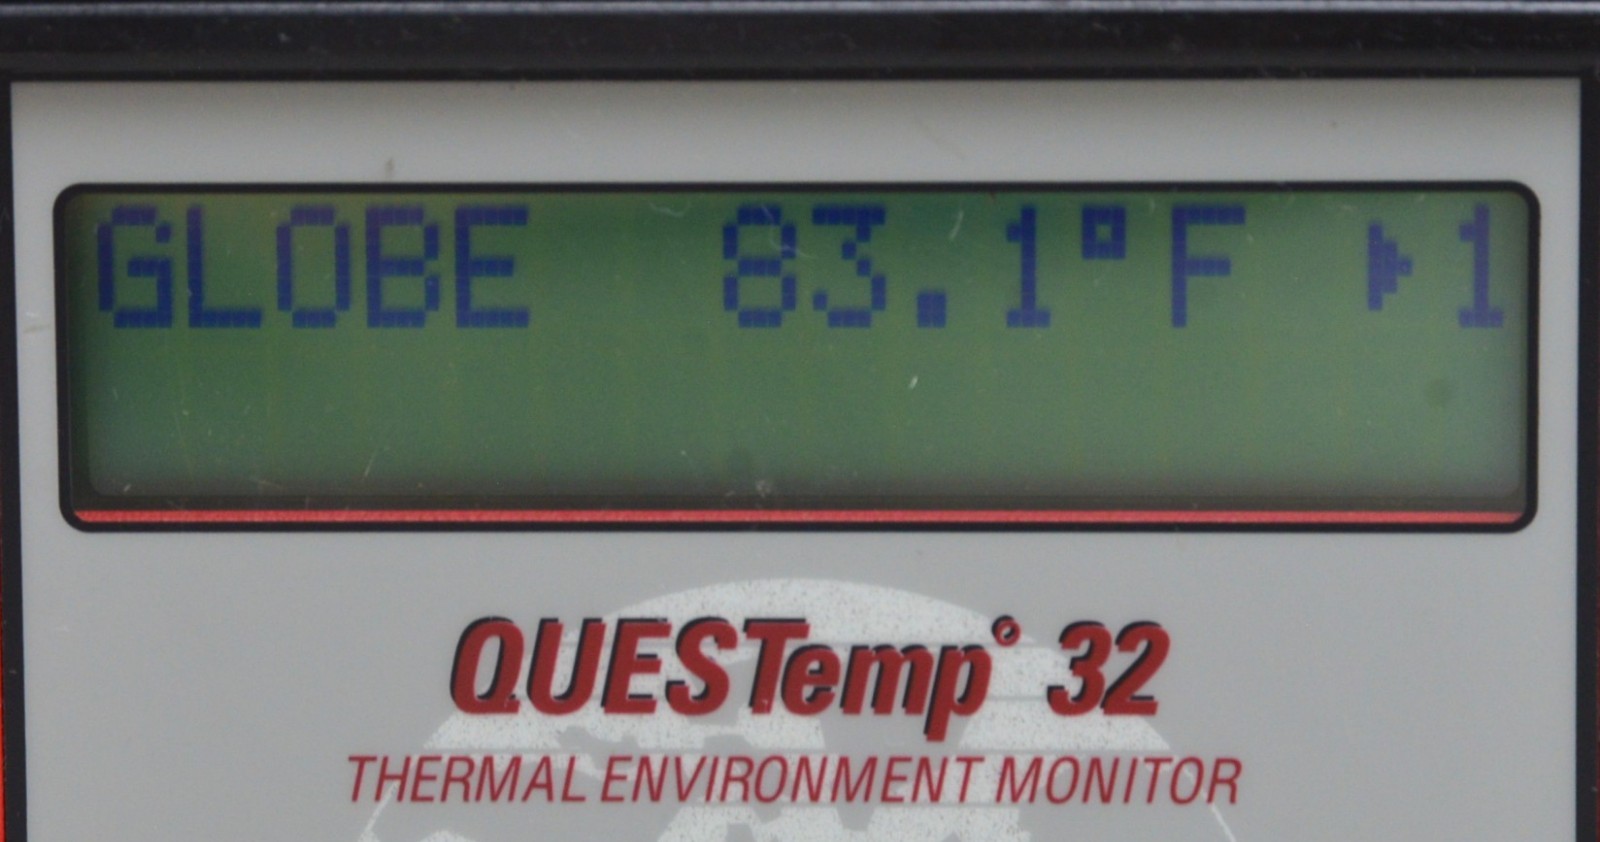 GLOBE 83.1°F ▶1
QUESTemp° 32
THERMAL ENVIRONMENT MONITOR